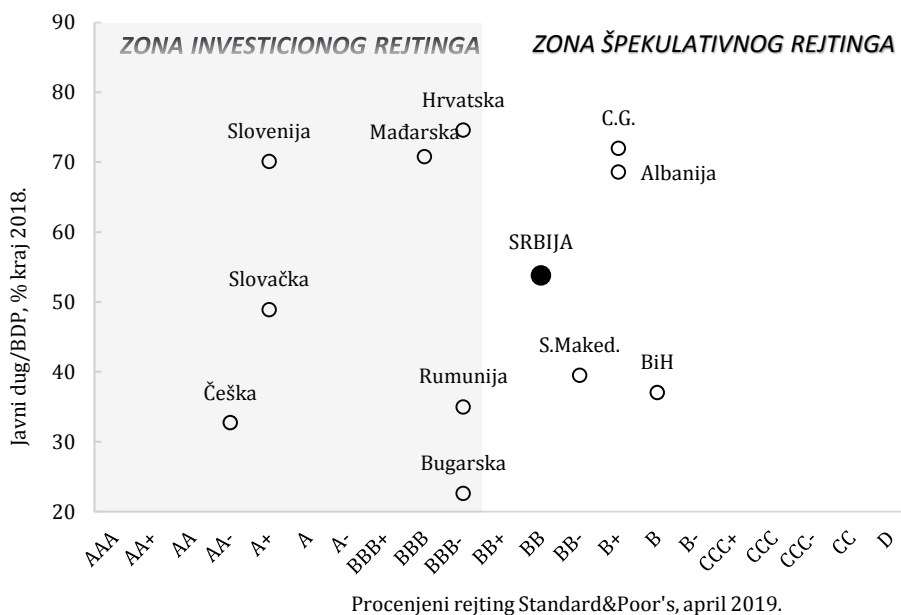 90
80
70
60
50
40
30
20
Javni dug/BDP, % kraj 2018.
ZONA INVESTICIONOG REJTINGA
ZONA ŠPEKULATIVNOG REJTINGA
Hrvatska
Slovenija
Mađarska
C.G.
Albanija
SRBIJA
Slovačka
S.Maked.
BiH
Češka
Rumunija
Bugarska
AAA
AA+
AA
AA-
A+
A
A-
BBB+
BBB
BBB-
BB+
BB
BB-
B+
B
B-
CCC+
CCC
CCC-
CC
D
Procenjeni rejting Standard&Poor's, april 2019.